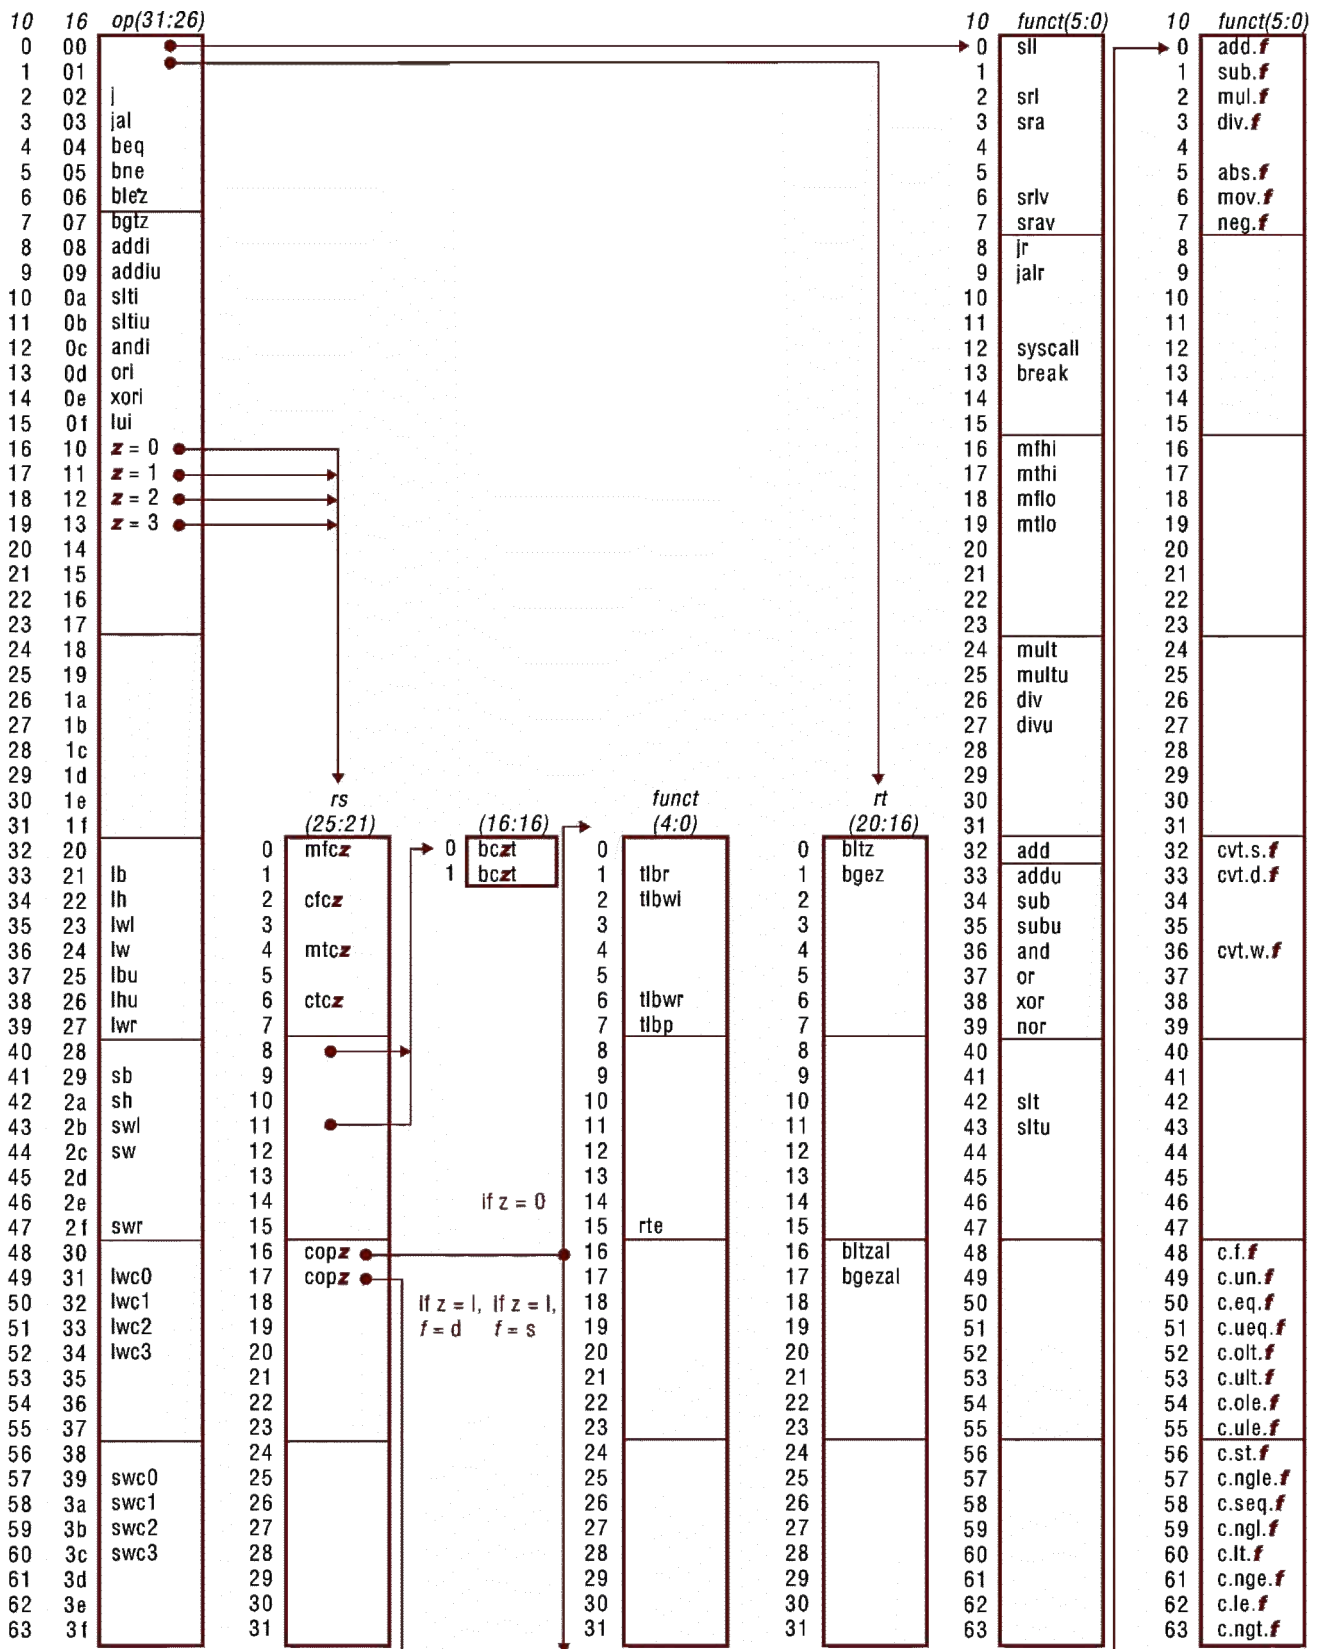 10 16 op(31:26) 10 funct(5:0) 10 funct(5:0)
0 00 0 sll 0 add.f
1 01 1 1 sub.f
2 02 j 2 srl 2 mul.f
3 03 jal 3 sra 3 div.f
4 04 beq 4 4
5 05 bne 5 5 abs.f
6 06 blez 6 srlv 6 mov.f
7 07 bgtz 7 srav 7 neg.f
8 08 addi 8 jr 8
9 09 addiu 9 jalr 9
10 0a slti 10 10
11 0b sltiu 11 11
12 0c andi 12 syscall 12
13 0d ori 13 break 13
14 0e xori 14 14
15 0f lui 15 15
16 10 z = 0 16 mfhi 16
17 11 z = 1 17 mthi 17
18 12 z = 2 18 mflo 18
19 13 z = 3 19 mtlo 19
20 14 20 20
21 15 21 21
22 16 22 22
23 17 23 23
24 18 24 mult 24
25 19 25 multu 25
26 1a 26 div 26
27 1b 27 divu 27
28 1c 28 28
29 1d 29 29
30 1e rs funct rt 30 30
31 1f (25:21) (16:16) (4:0) (20:16) 31 31
32 20 0 mfcz 0 bczt 0 0 bltz 32 add 32 cvt.s.f
33 21 lb 1 1 bczt 1 tlbr 1 bgez 33 addu 33 cvt.d.f
34 22 lh 2 cfcz 2 tlbwi 2 34 sub 34
35 23 lwl 3 3 3 35 subu 35
36 24 lw 4 mtcz 4 4 36 and 36 cvt.w.f
37 25 lbu 5 5 5 37 or 37
38 26 lhu 6 ctcz 6 tlbwr 6 38 xor 38
39 27 lwr 7 7 tlbp 7 39 nor 39
40 28 8 8 8 40 40
41 29 sb 9 9 9 41 41
42 2a sh 10 10 10 42 slt 42
43 2b swl 11 11 11 43 sltu 43
44 2c sw 12 12 12 44 44
45 2d 13 13 13 45 45
46 2e 14 if z = 0 14 14 46 46
47 2f swr 15 15 rte 15 47 47
48 30 16 copz 16 16 bltzal 48 48 c.f.f
49 31 lwc0 17 copz 17 17 bgezal 49 49 c.un.f
50 32 lwc1 18 if z = l, if z = l, 18 18 50 50 c.eq.f
51 33 lwc2 19 f = d f = s 19 19 51 51 c.ueq.f
52 34 lwc3 20 20 20 52 52 c.olt.f
53 35 21 21 21 53 53 c.ult.f
54 36 22 22 22 54 54 c.ole.f
55 37 23 23 23 55 55 c.ule.f
56 38 24 24 24 56 56 c.st.f
57 39 swc0 25 25 25 57 57 c.ngle.f
58 3a swc1 26 26 26 58 58 c.seq.f
59 3b swc2 27 27 27 59 59 c.ngl.f
60 3c swc3 28 28 28 60 60 c.lt.f
61 3d 29 29 29 61 61 c.nge.f
62 3e 30 30 30 62 62 c.le.f
63 3f 31 31 31 63 63 c.ngt.f